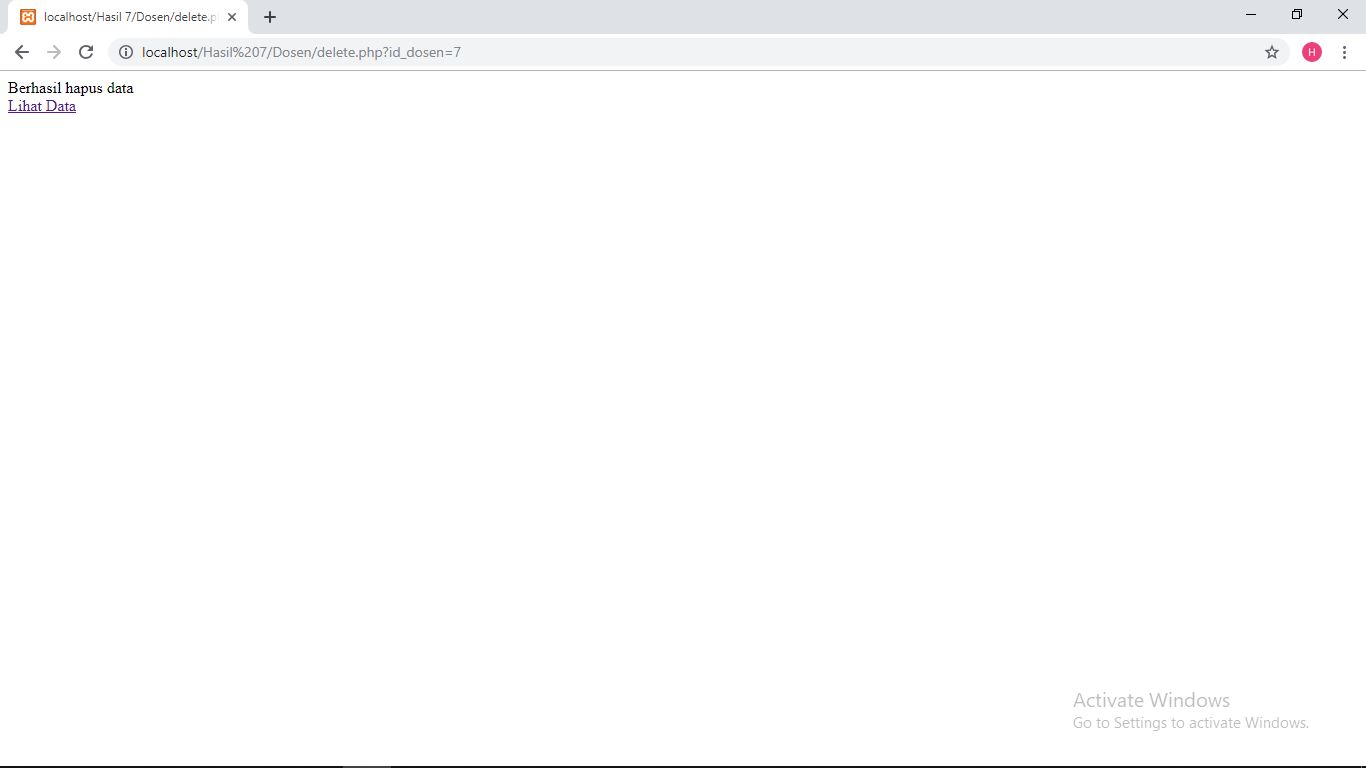 localhost/Hasil 7/Dosen/delete.p
localhost/Hasil%207/Dosen/delete.php?id_dosen=7
H
Berhasil hapus data
Lihat Data
Activate Windows
Go to Settings to activate Windows.